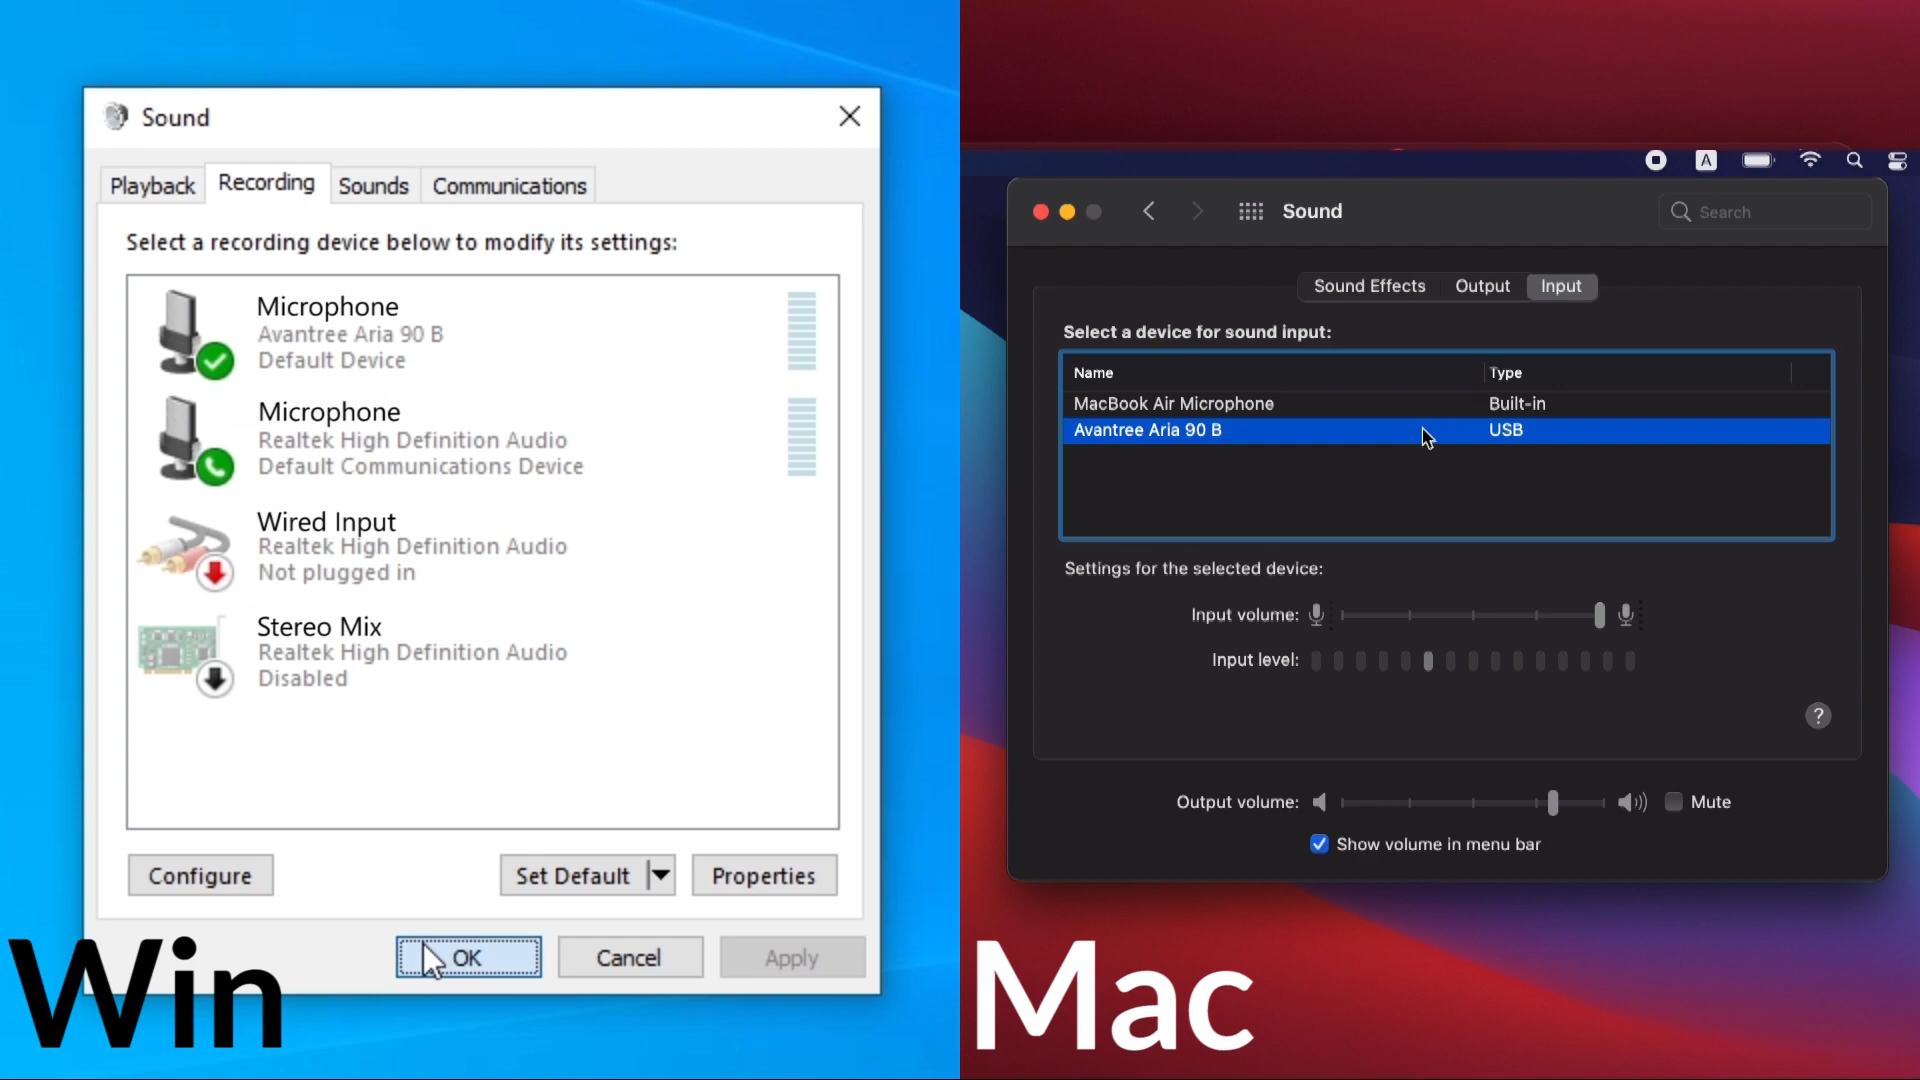 Sound
Playback
Recording
Sounds
Communications
Select a recording device below to modify its settings:
Microphone
Avantree Aria 90 B
Default Device
Microphone
Realtek High Definition Audio
Default Communications Device
Wired Input
Realtek High Definition Audio
Not plugged in
Stereo Mix
Realtek High Definition Audio
Disabled
Configure
Set Default
Properties
OK
Cancel
Apply
Win
A
Sound
Search
Sound Effects
Output
Input
Select a device for sound input:
Name Type
MacBook Air Microphone Built-in
Avantree Aria 90 B USB
Settings for the selected device:
Input volume:
Input level:
?
Output volume:
Mute
Show volume in menu bar
Mac